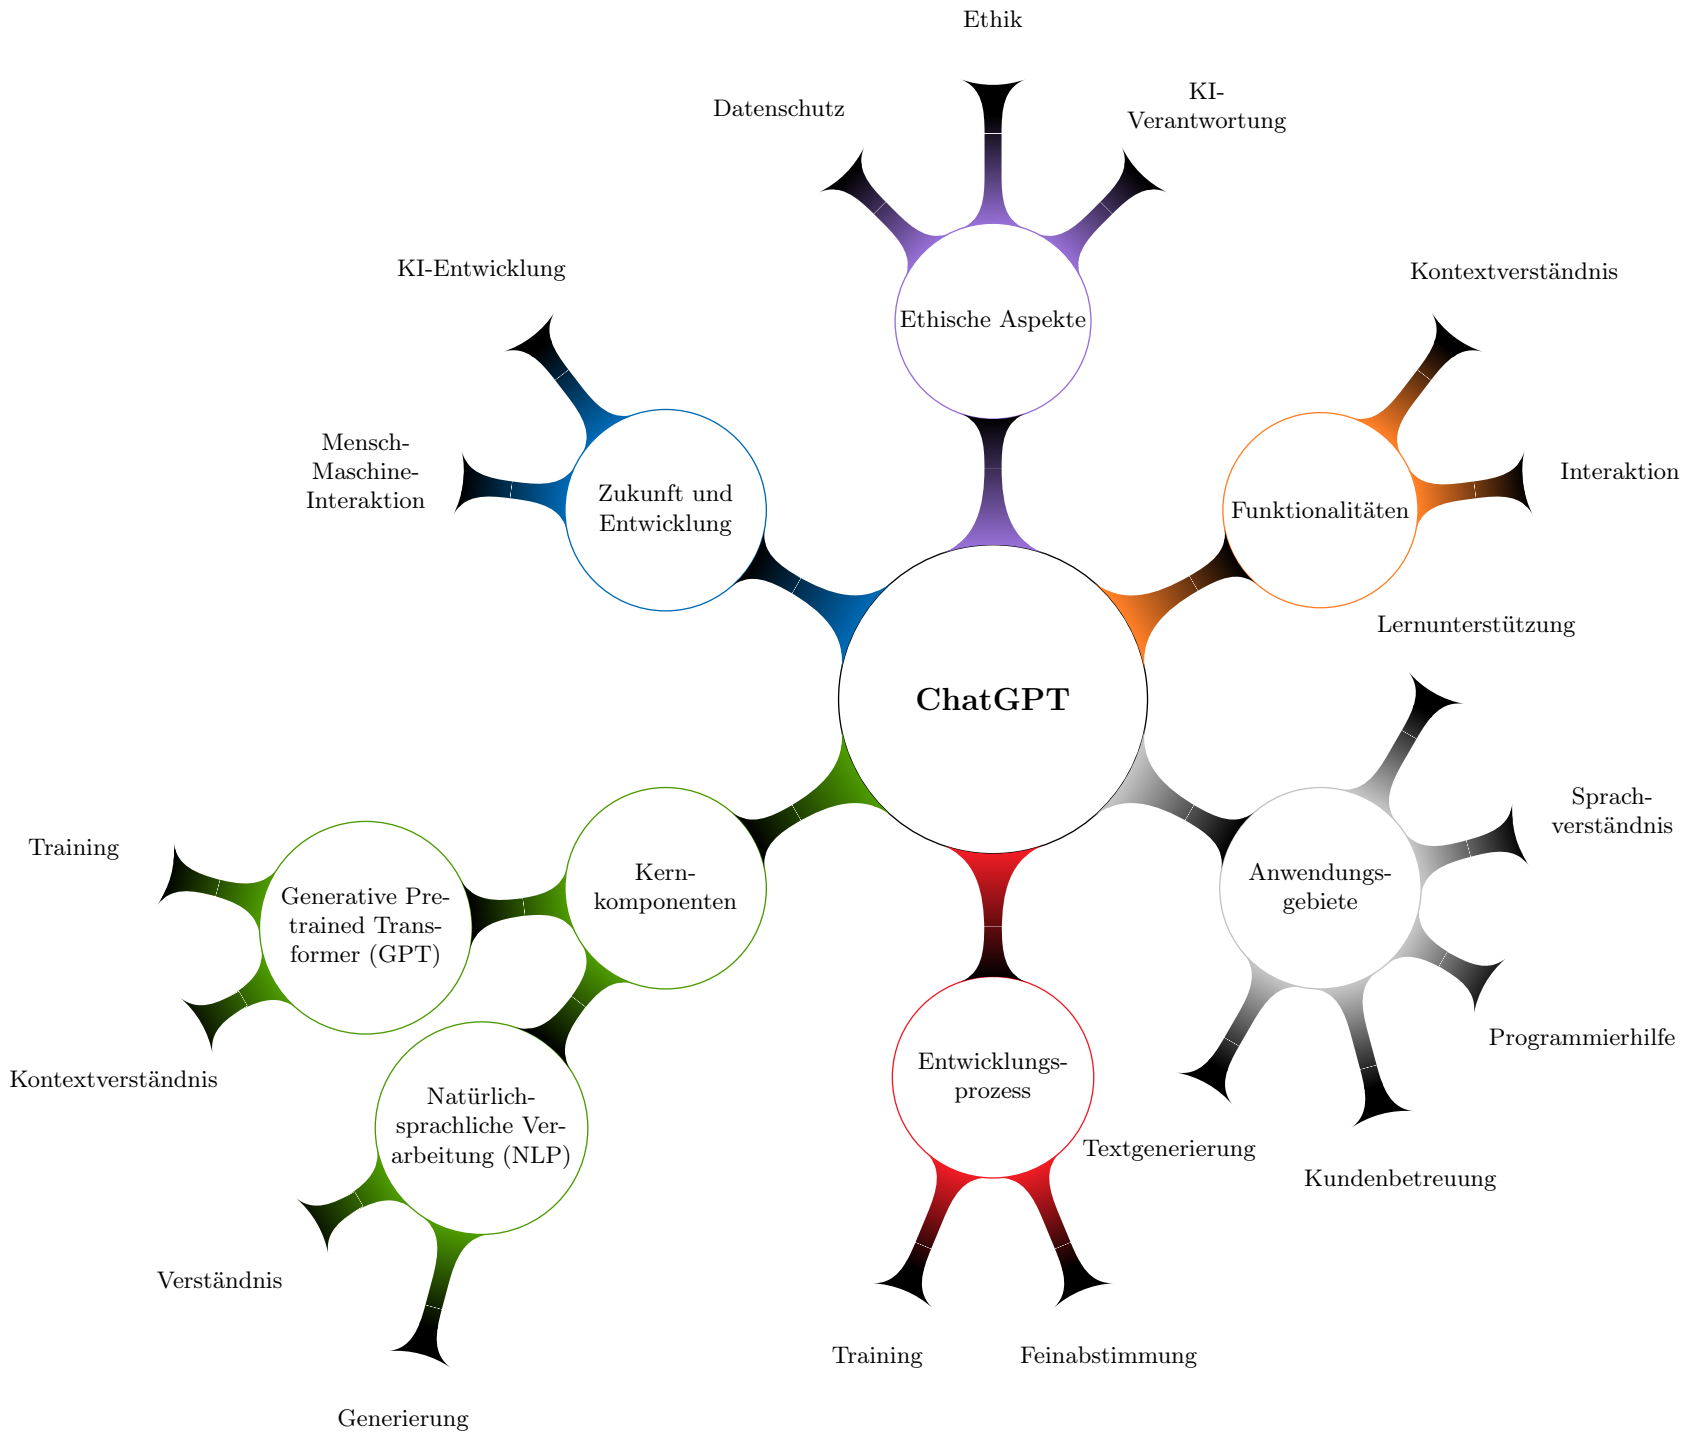 Ethik
Datenschutz
KI-
Verantwortung
KI-Entwicklung
Kontextverständnis
Ethische Aspekte
Mensch-
Maschine-
Interaktion
Zukunft und
Entwicklung
Funktionalitäten
Interaktion
Lernunterstützung
ChatGPT
Sprach-
verständnis
Training
Generative Pre-
trained Trans-
former (GPT)
Kern-
komponenten
Anwendungs-
gebiete
Programmierhilfe
Kontextverständnis
Natürlich-
sprachliche Ver-
arbeitung (NLP)
Entwicklungs-
prozess
Textgenerierung
Kundenbetreuung
Verständnis
Training
Feinabstimmung
Generierung